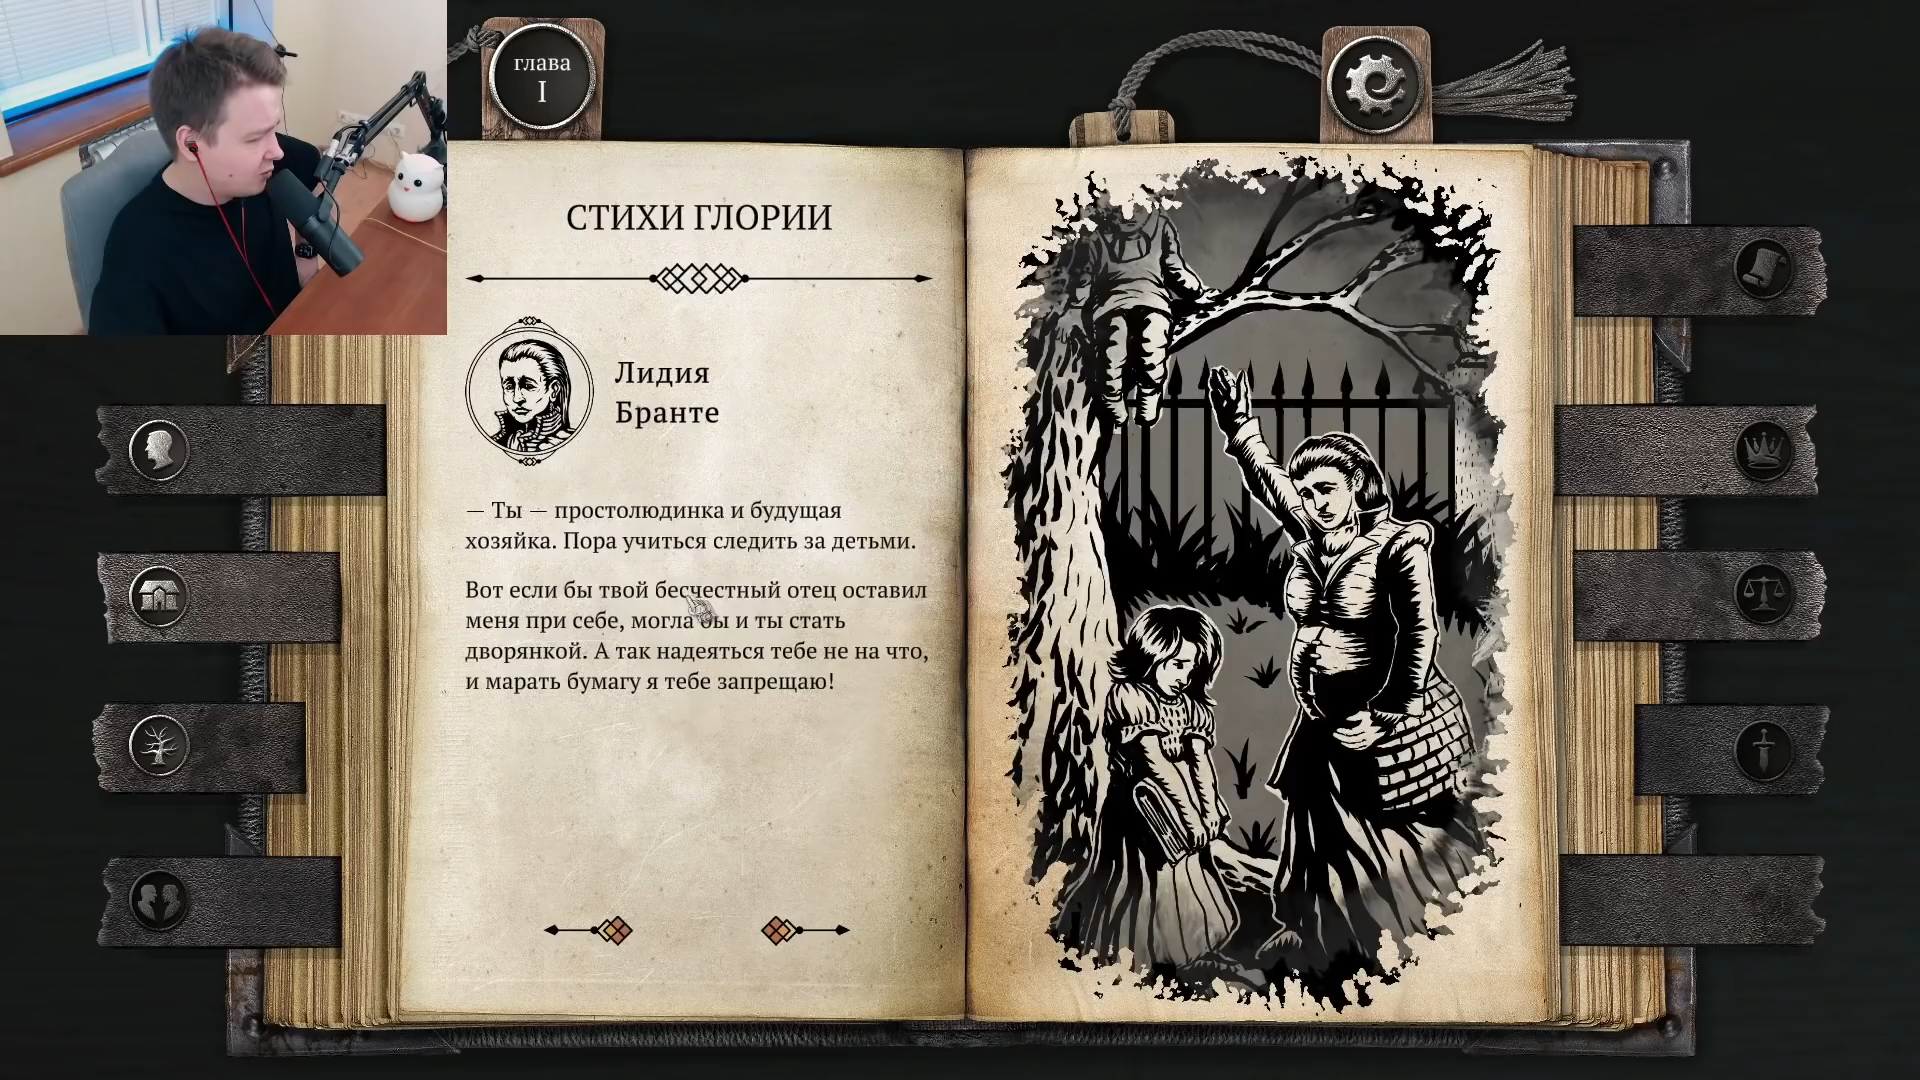 глава
I
СТИХИ ГЛОРИИ
Лидия
Бранте
— Ты — простолюдинка и будущая
хозяйка. Пора учиться следить за детьми.
Вот если бы твой бесчестный отец оставил
меня при себе, могла бы и ты стать
дворянкой. А так надеяться тебе не на что,
и марать бумагу я тебе запрещаю!